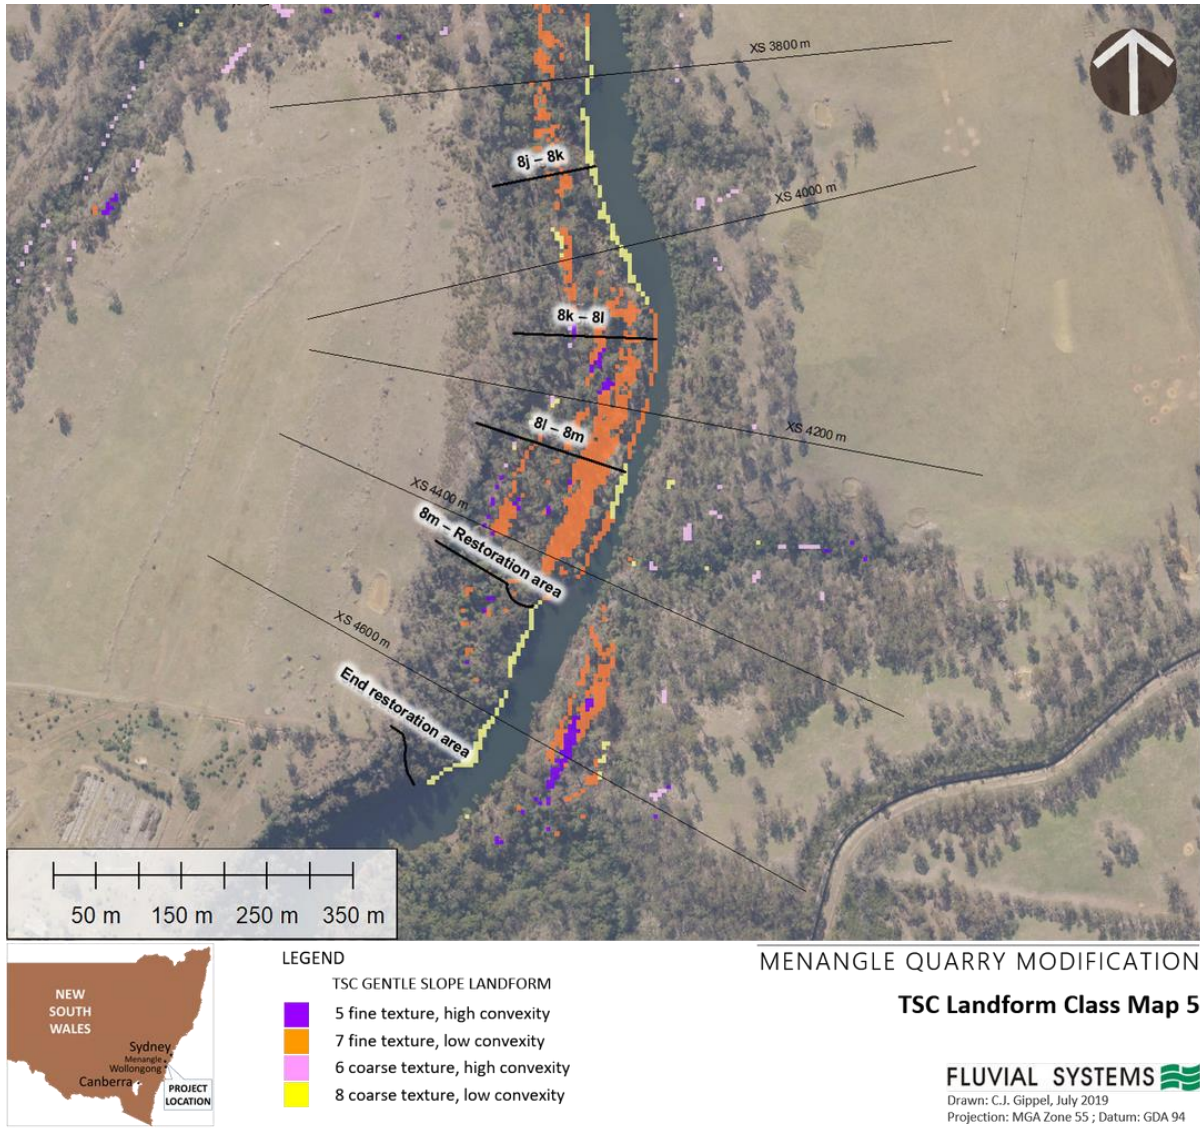 XS 3800 m
8j – 8k
XS 4000 m
8k – 8l
8l – 8m
XS 4200 m
XS 4400 m
8m – Restoration area
XS 4600 m
End restoration area
50 m 150 m 250 m 350 m
NEW
SOUTH
WALES
Sydney
Menangle
Wollongong
Canberra
PROJECT
LOCATION
LEGEND
TSC GENTLE SLOPE LANDFORM
5 fine texture, high convexity
7 fine texture, low convexity
6 coarse texture, high convexity
8 coarse texture, low convexity
MENANGLE QUARRY MODIFICATION
TSC Landform Class Map 5
FLUVIAL SYSTEMS
Drawn: C.J. Gippel, July 2019
Projection: MGA Zone 55 ; Datum: GDA 94